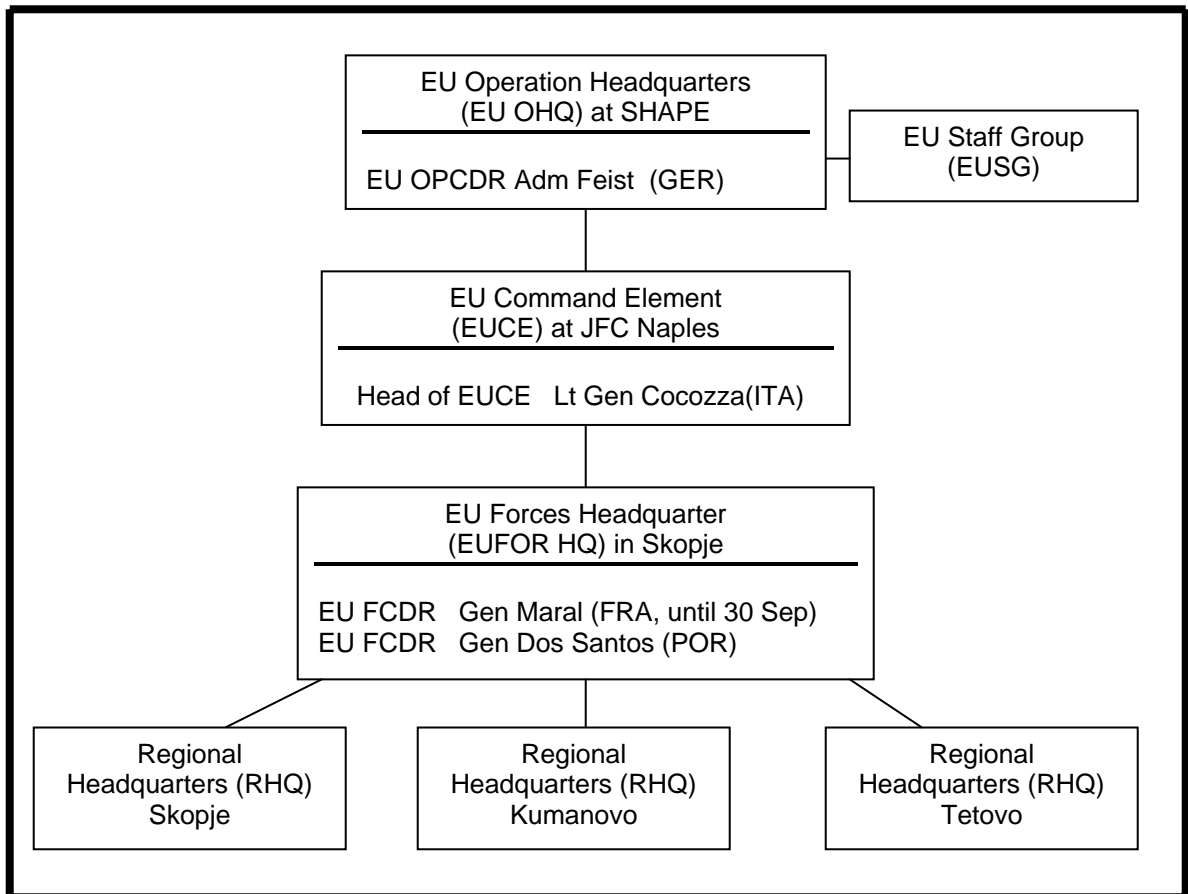 EU Operation Headquarters
(EU OHQ) at SHAPE
EU OPCDR Adm Feist (GER)
EU Staff Group
(EUSG)
EU Command Element
(EUCE) at JFC Naples
Head of EUCE Lt Gen Cocozza(ITA)
EU Forces Headquarter
(EUFOR HQ) in Skopje
EU FCDR Gen Maral (FRA, until 30 Sep)
EU FCDR Gen Dos Santos (POR)
Regional
Headquarters (RHQ)
Skopje
Regional
Headquarters (RHQ)
Kumanovo
Regional
Headquarters (RHQ)
Tetovo